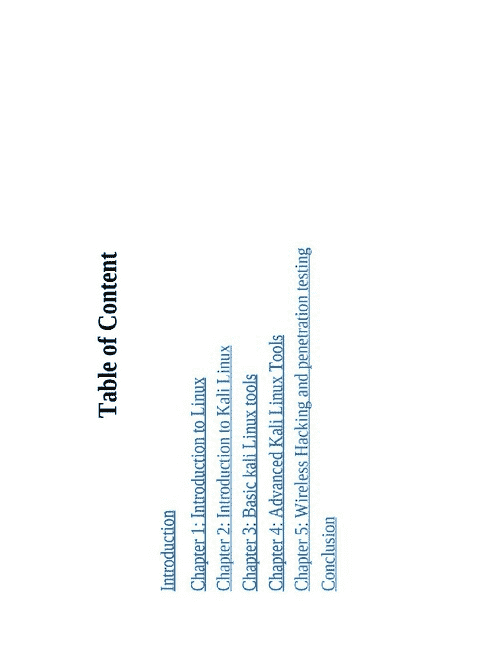 Table of Content
Introduction
Chapter 1: Introduction to Linux
Chapter 2: Introduction to Kali Linux
Chapter 3: Basic kali Linux tools
Chapter 4: Advanced Kali Linux Tools
Chapter 5: Wireless Hacking and penetration testing
Conclusion